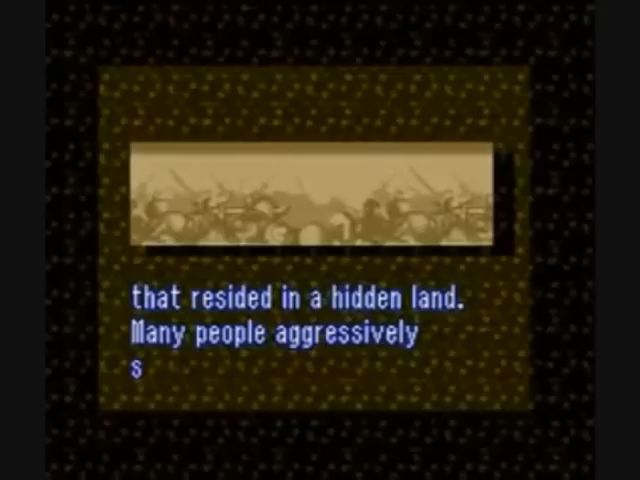 that resided in a hidden land.
Many people aggressively
s